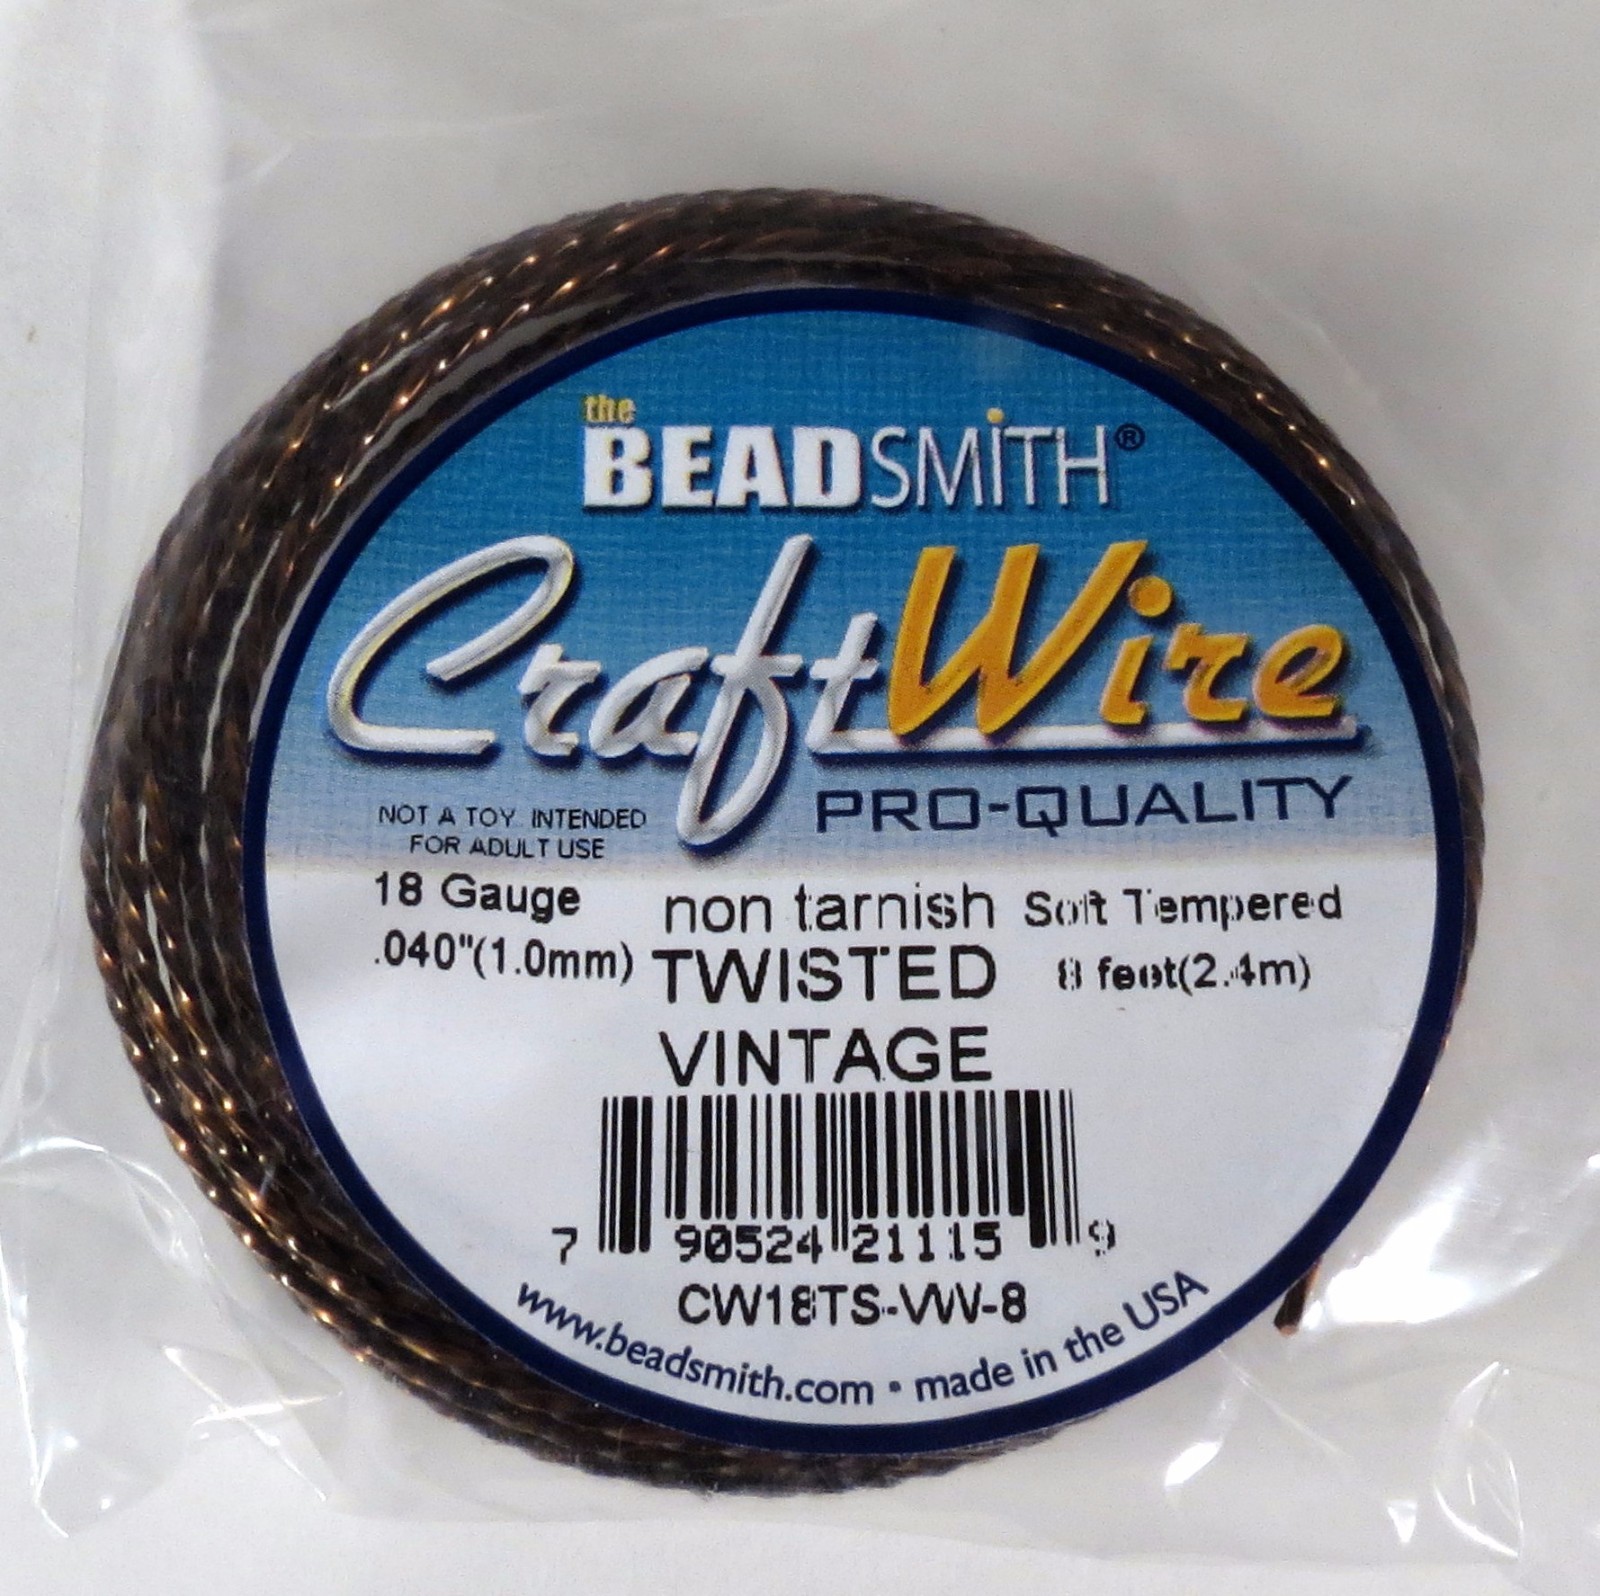 the
BEADSMiTH®
CraftWire
PRO-QUALITY
NOT A TOY. INTENDED
FOR ADULT USE
18 Gauge
.040"(1.0mm)
non tarnish
TWISTED
VINTAGE
Soft Tempered
8 feet(2.4m)
7 90524 21115 9
CW18TS-VW-8
www.beadsmith.com • made in the USA